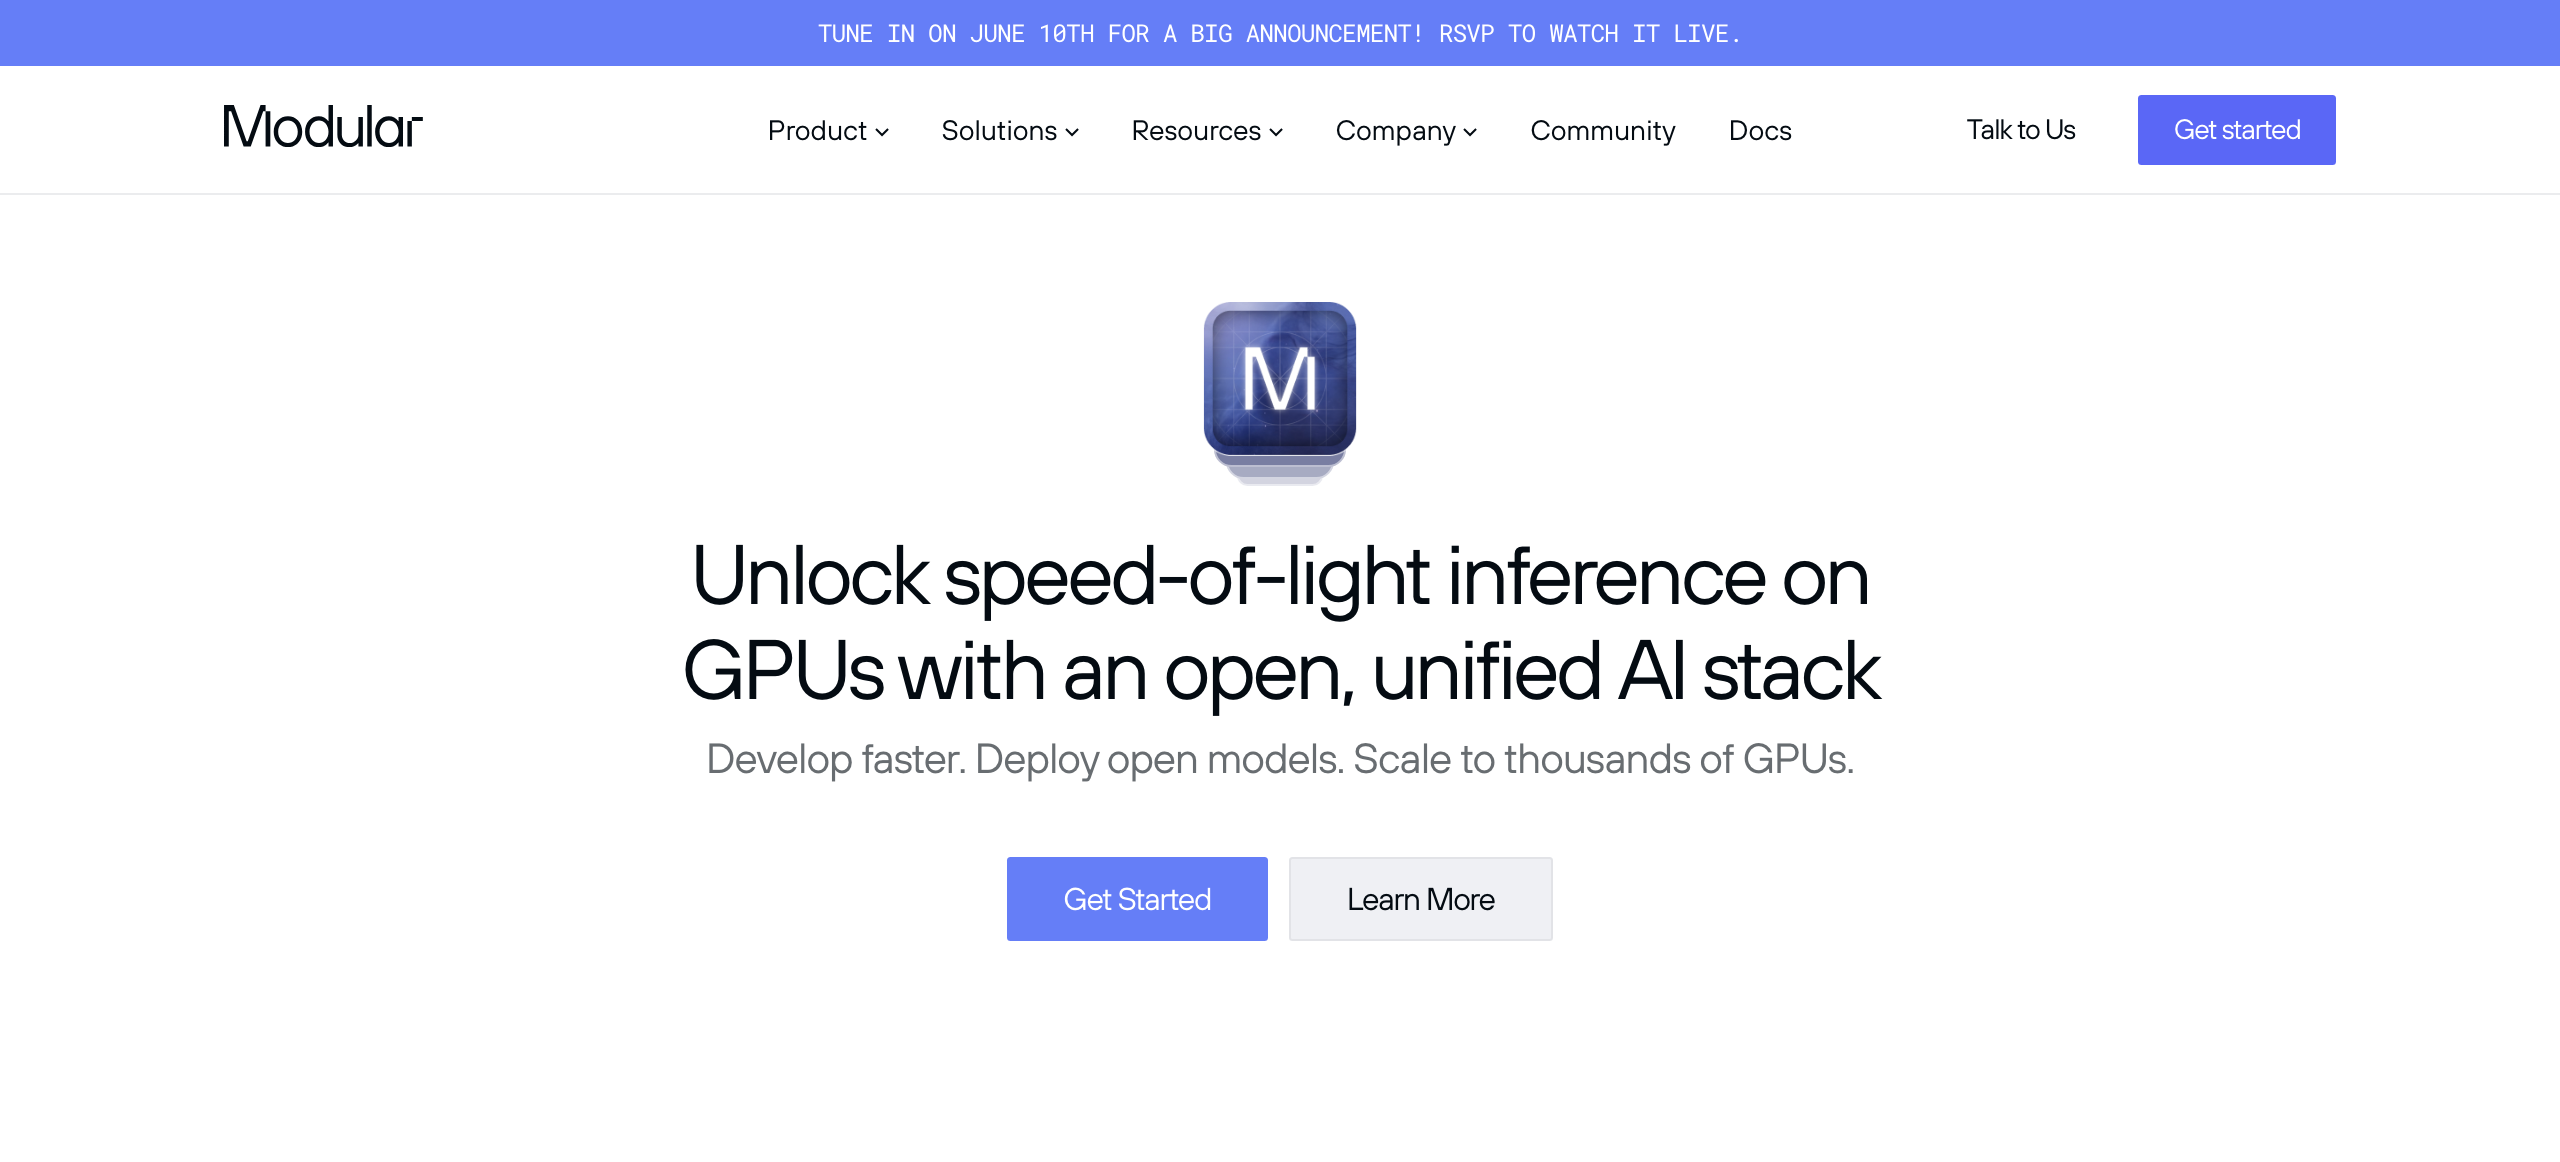 TUNE IN ON JUNE 10TH FOR A BIG ANNOUNCEMENT! RSVP TO WATCH IT LIVE.
Modular
Product
Solutions
Resources
Company
Community
Docs
Talk to Us
Get started
M
Unlock speed-of-light inference on
GPUs with an open, unified AI stack
Develop faster. Deploy open models. Scale to thousands of GPUs.
Get Started
Learn More